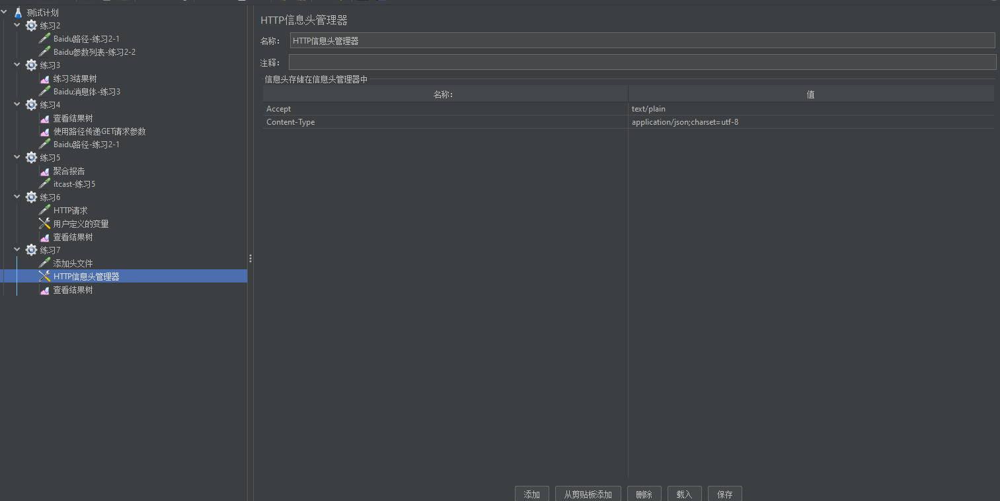 测试计划
练习2
Baidu路径-练习2-1
Baidu参数列表-练习2-2
练习3
练习3结果树
Baidu消息体-练习3
练习4
查看结果树
使用路径传递GET请求参数
Baidu路径-练习2-1
练习5
聚合报告
itcast-练习5
练习6
HTTP请求
用户定义的变量
查看结果树
练习7
添加头文件
HTTP信息头管理器
查看结果树
HTTP信息头管理器
名称： HTTP信息头管理器
注释：
信息头存储在信息头管理器中
名称： 值
Accept text/plain
Content-Type application/json;charset=utf-8
添加 从剪贴板添加 删除 载入 保存